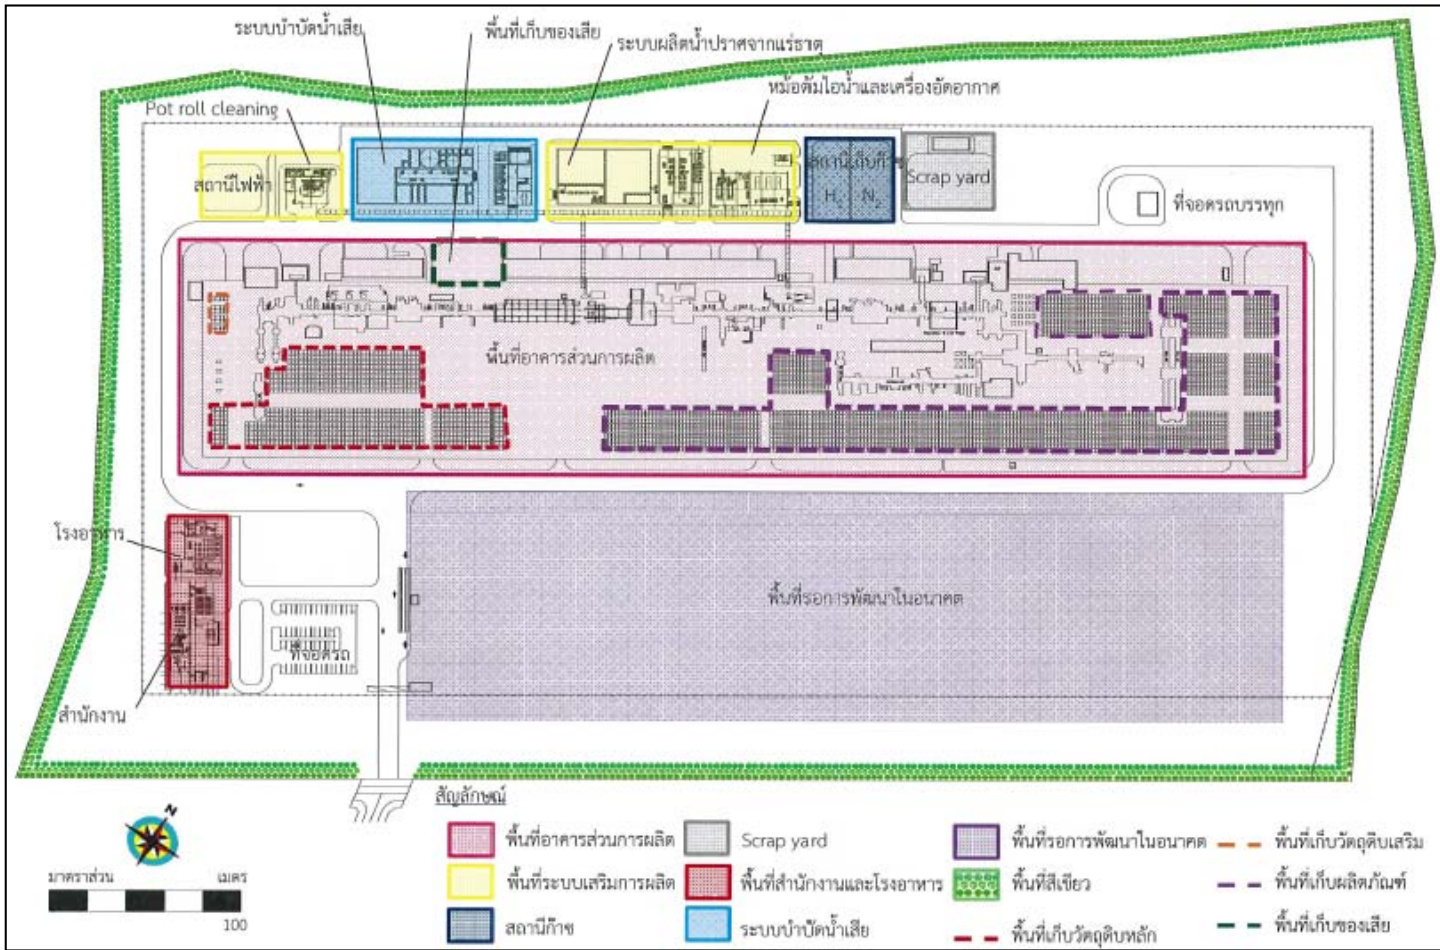 ระบบบำบัดน้ำเสีย
พื้นที่เก็บของเสีย
ระบบผลิตน้ำปราศจากแร่ธาตุ
หม้อต้มไอน้ำและเครื่องอัดอากาศ
Pot roll cleaning
สถานีไฟฟ้า
สถานีเก็บก๊าซ
H₂ N₂
Scrap yard
ที่จอดรถบรรทุก
พื้นที่อาคารส่วนการผลิต
โรงอาหาร
พื้นที่รอการพัฒนาในอนาคต
ที่จอดรถ
สำนักงาน
สัญลักษณ์
N
มาตราส่วน เมตร
100
พื้นที่อาคารส่วนการผลิต
Scrap yard
พื้นที่รอการพัฒนาในอนาคต
พื้นที่เก็บวัตถุดิบเสริม
พื้นที่ระบบเสริมการผลิต
พื้นที่สำนักงานและโรงอาหาร
พื้นที่สีเขียว
พื้นที่เก็บผลิตภัณฑ์
สถานีก๊าซ
ระบบบำบัดน้ำเสีย
พื้นที่เก็บวัตถุดิบหลัก
พื้นที่เก็บของเสีย